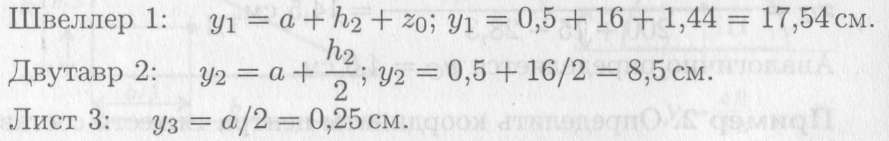 Швеллер 1: y₁ = a + h₂ + z₀; y₁ = 0,5 + 16 + 1,44 = 17,54 см.
Двутавр 2: y₂ = a + h₂/2; y₂ = 0,5 + 16/2 = 8,5 см.
Лист 3: y₃ = a/2 = 0,25 см.